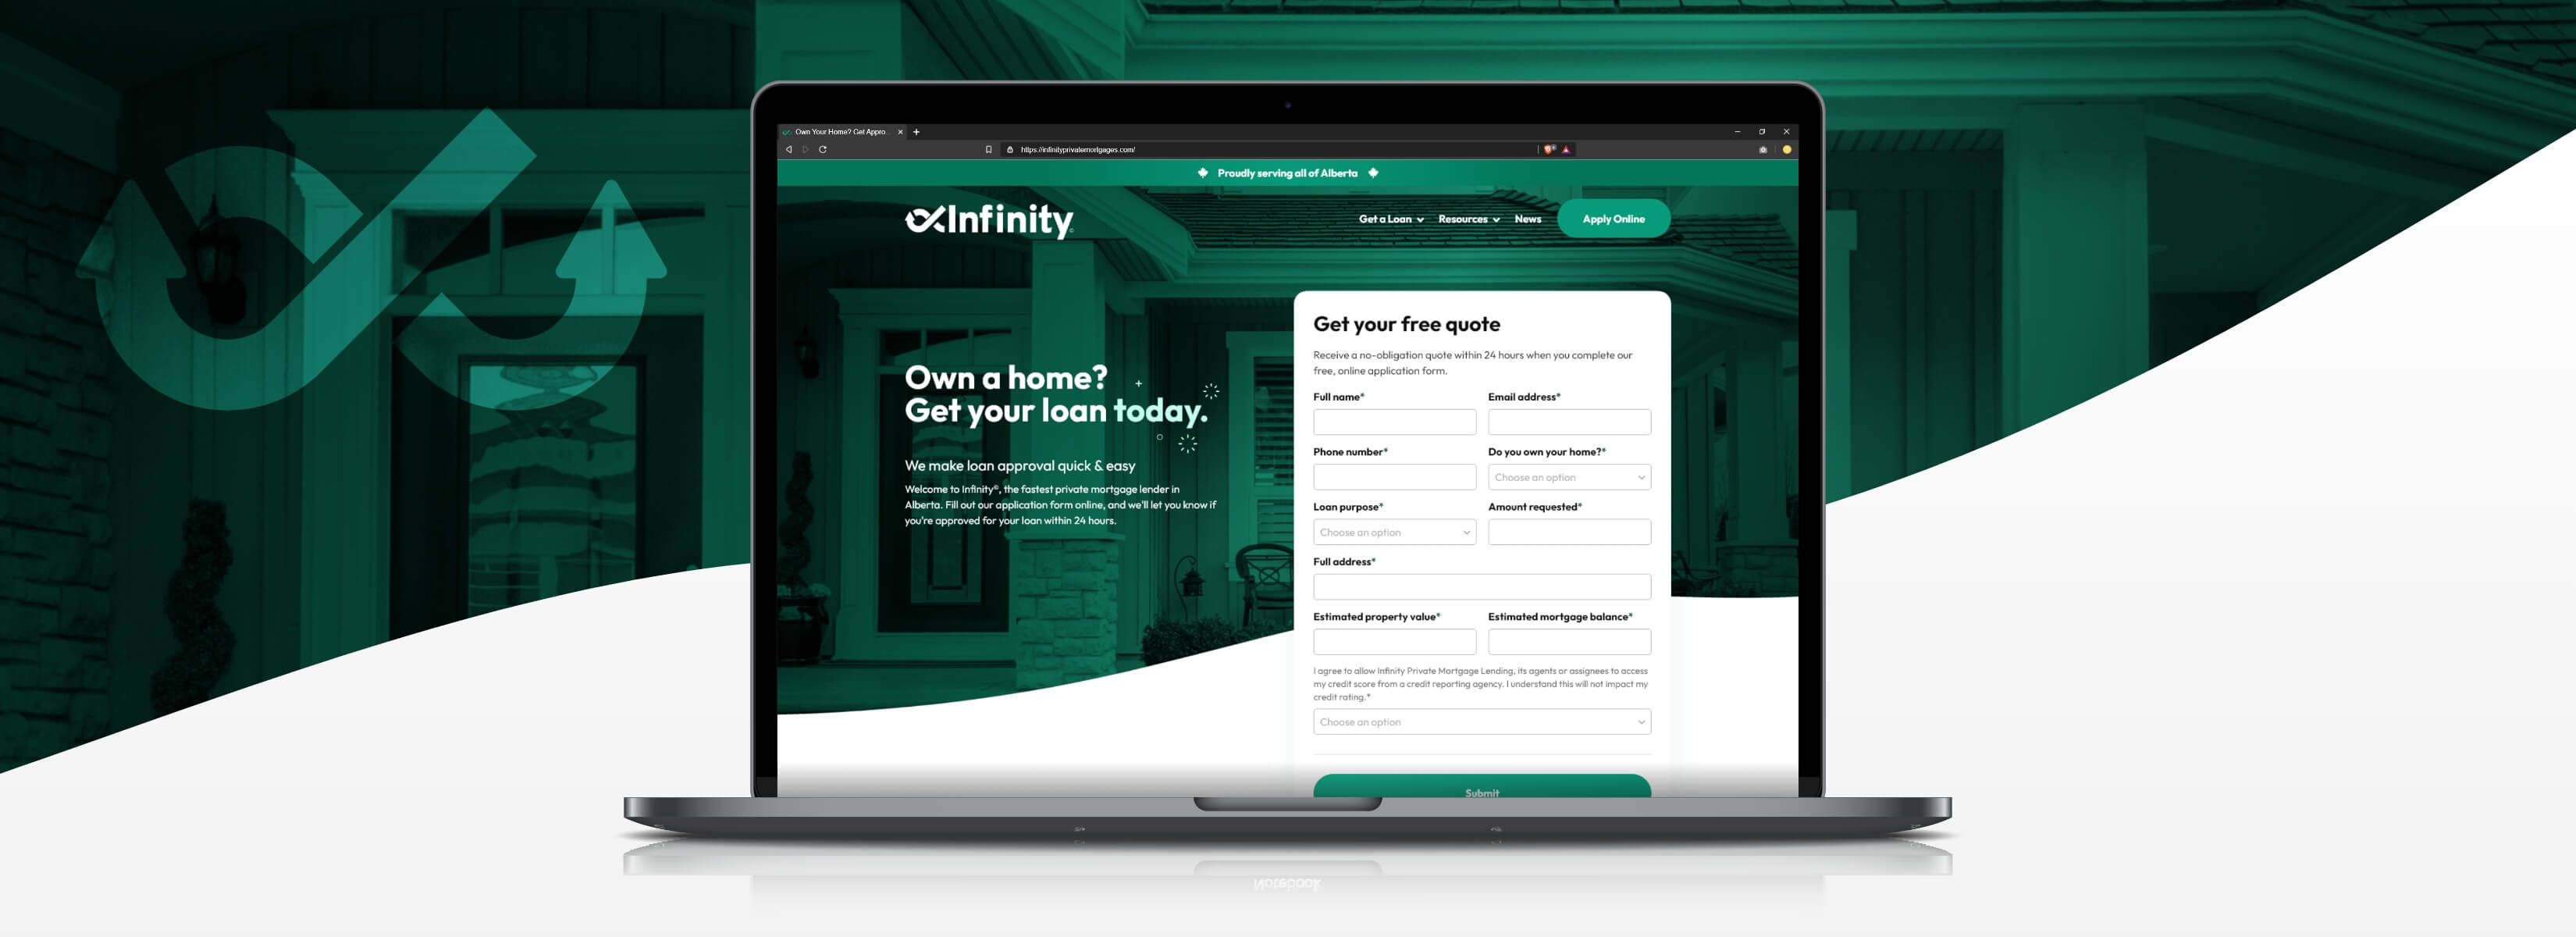 Own Your Home? Get Appro...
https://infinityprivatemortgages.com/
Proudly serving all of Alberta
Infinity
Get a Loan
Resources
News
Apply Online
Own a home?
Get your loan today.
We make loan approval quick & easy
Welcome to Infinity®, the fastest private mortgage lender in
Alberta. Fill out our application form online, and we'll let you know if
you're approved for your loan within 24 hours.
Get your free quote
Receive a no-obligation quote within 24 hours when you complete our
free, online application form.
Full name*
Email address*
Phone number*
Do you own your home?*
Choose an option
Loan purpose*
Amount requested*
Choose an option
Full address*
Estimated property value*
Estimated mortgage balance*
I agree to allow Infinity Private Mortgage Lending, its agents or assignees to access
my credit score from a credit reporting agency. I understand this will not impact my
credit rating.*
Choose an option
Submit